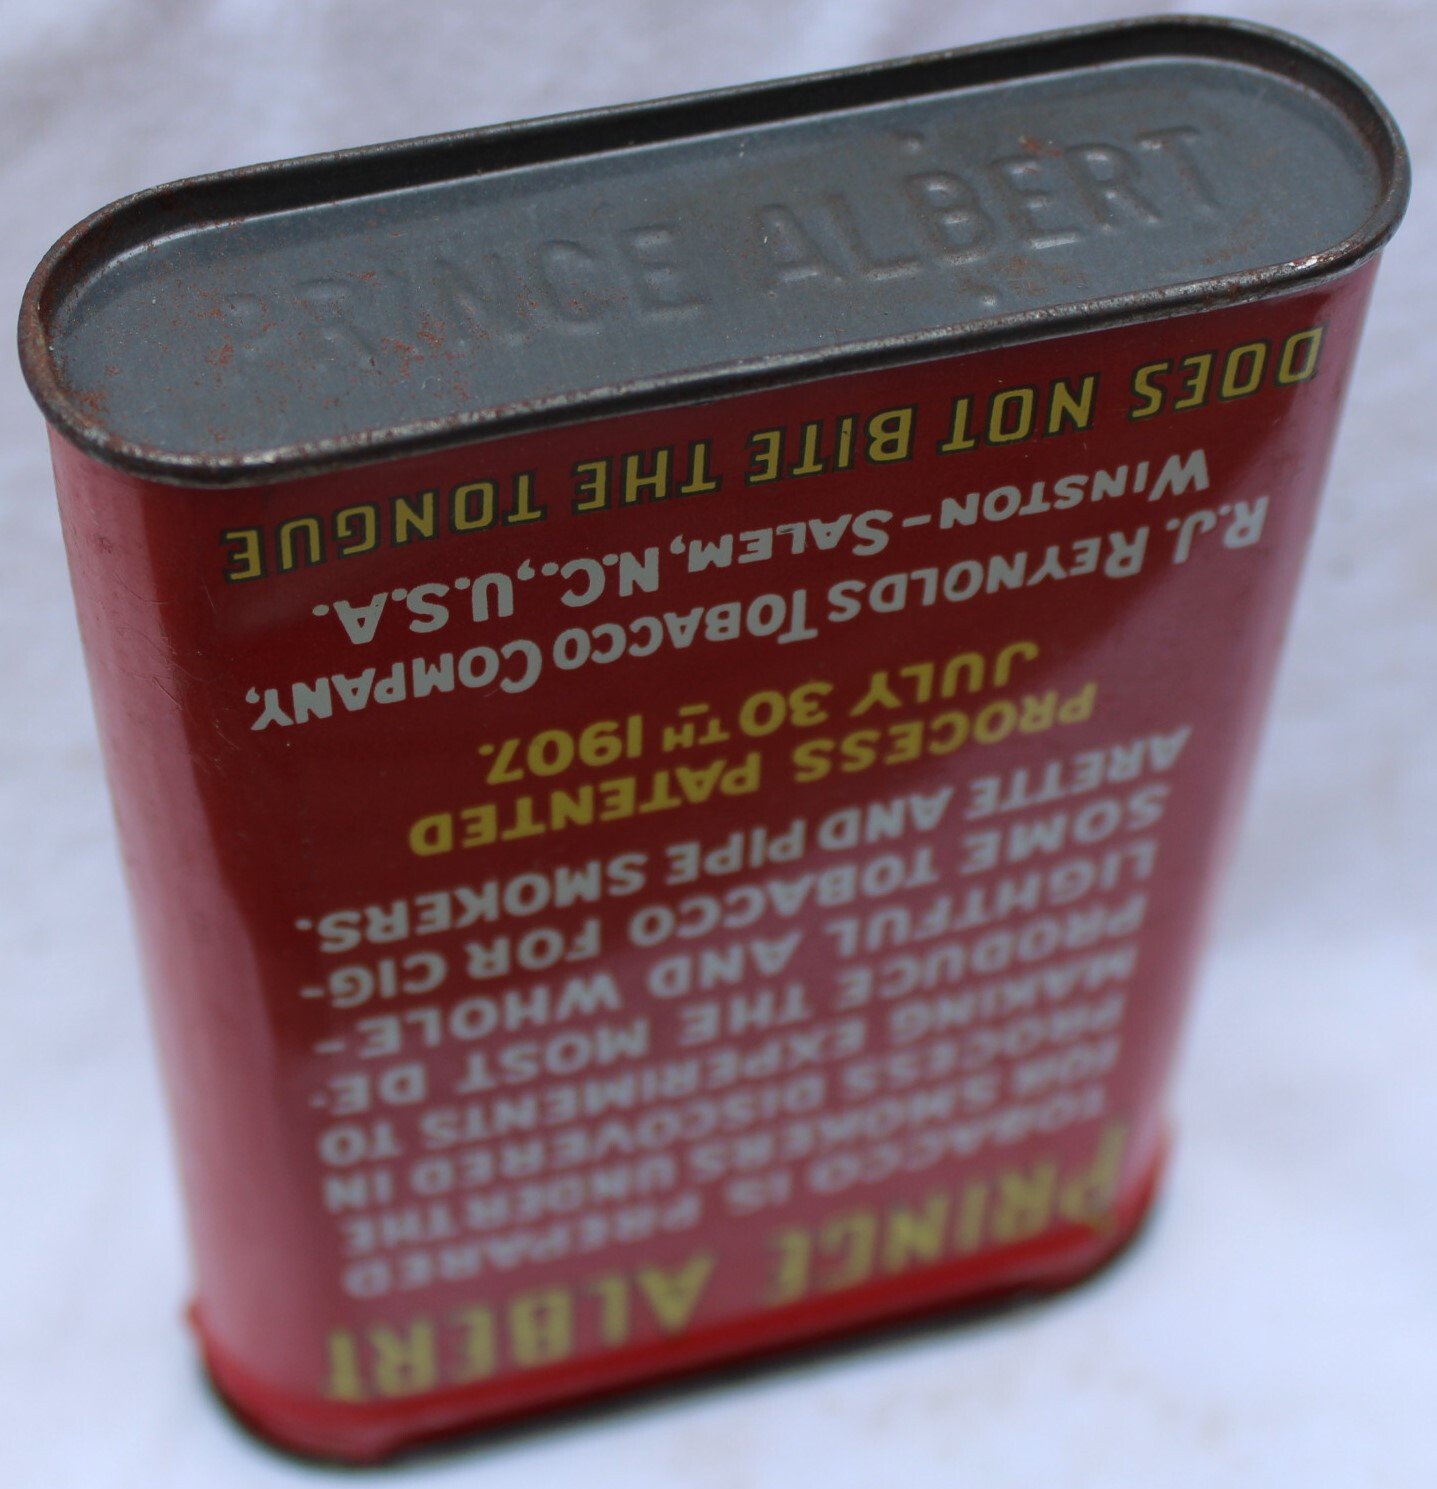 PRINCE ALBERT
PRINCE ALBERT
TOBACCO IS PREPARED
FOR SMOKERS UNDER THE
PROCESS DISCOVERED IN
MAKING EXPERIMENTS TO
PRODUCE THE MOST DE-
LIGHTFUL AND WHOLE-
SOME TOBACCO FOR CIG-
ARETTE AND PIPE SMOKERS.
PROCESS PATENTED
JULY 30TH 1907.
R.J. REYNOLDS TOBACCO COMPANY,
WINSTON-SALEM, N.C., U.S.A.
DOES NOT BITE THE TONGUE